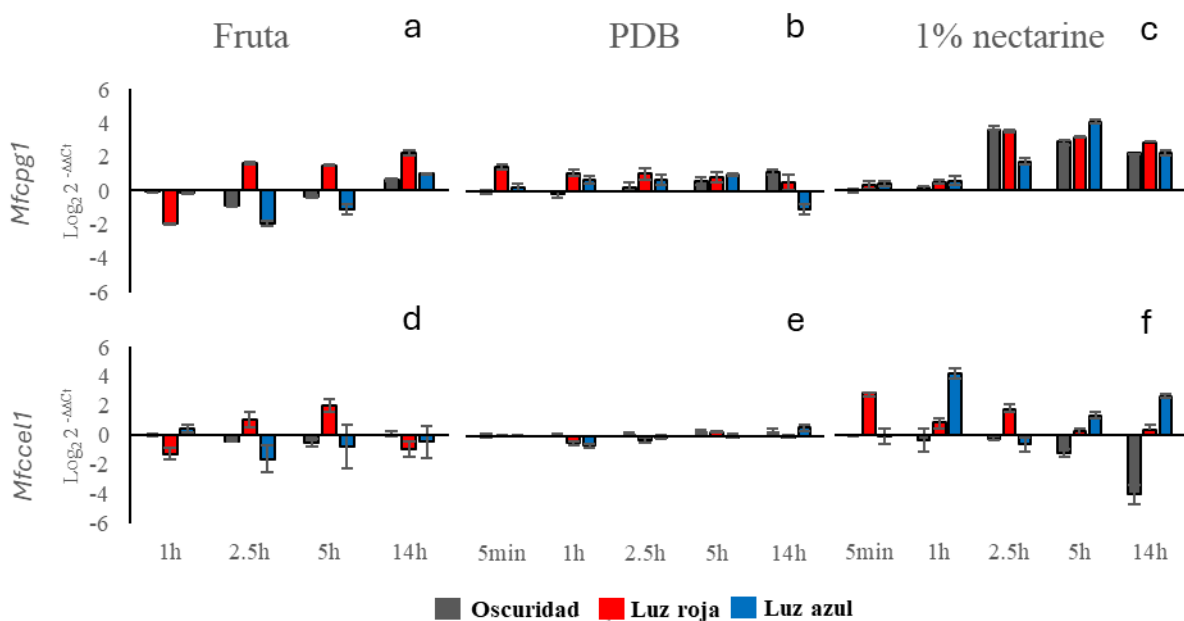 Fruta a PDB b 1% nectarine c
Mfcpg1
Log2 2 -ΔΔCt
6
4
2
0
-2
-4
-6
d e f
Mfccel1
Log2 2 -ΔΔCt
6
4
2
0
-2
-4
-6
1h 2.5h 5h 14h 5min 1h 2.5h 5h 14h 5min 1h 2.5h 5h 14h
Oscuridad Luz roja Luz azul